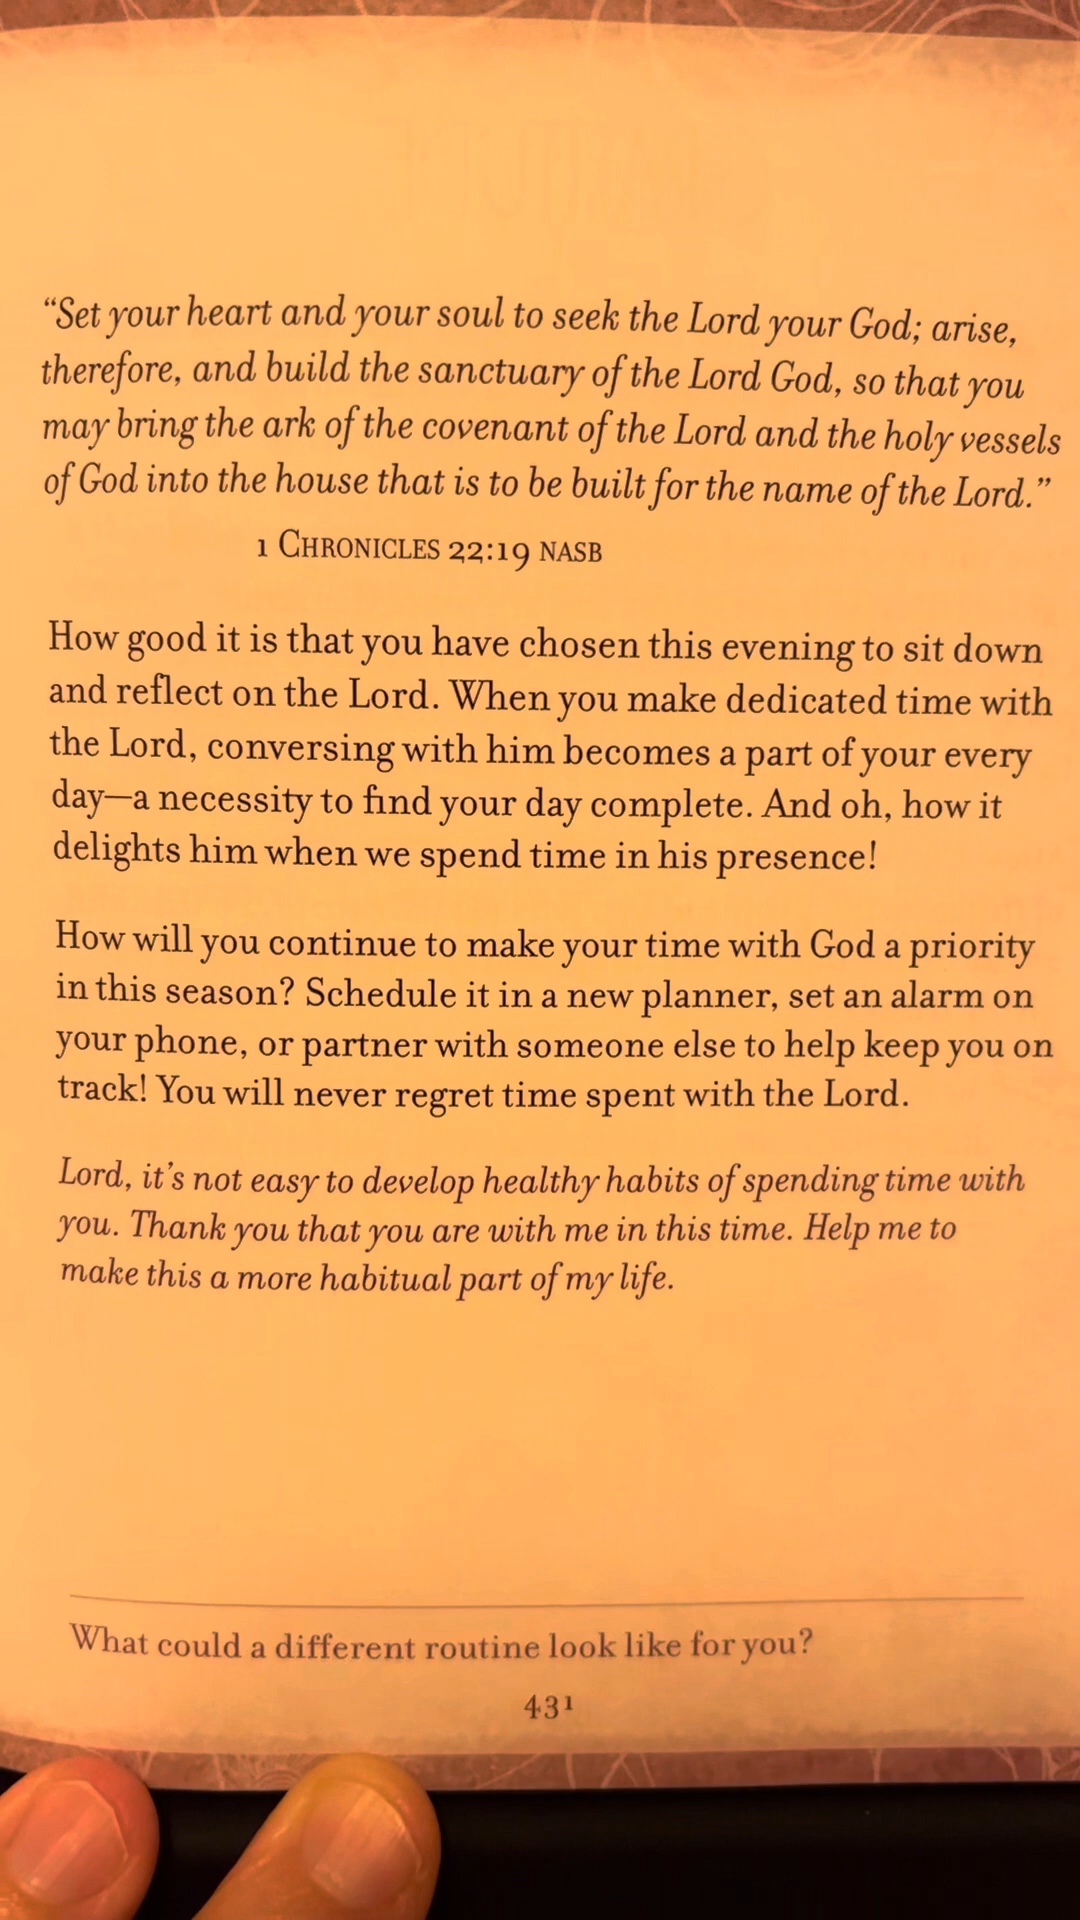 “Set your heart and your soul to seek the Lord your God; arise,
therefore, and build the sanctuary of the Lord God, so that you
may bring the ark of the covenant of the Lord and the holy vessels
of God into the house that is to be built for the name of the Lord.”
1 CHRONICLES 22:19 NASB
How good it is that you have chosen this evening to sit down
and reflect on the Lord. When you make dedicated time with
the Lord, conversing with him becomes a part of your every
day—a necessity to find your day complete. And oh, how it
delights him when we spend time in his presence!
How will you continue to make your time with God a priority
in this season? Schedule it in a new planner, set an alarm on
your phone, or partner with someone else to help keep you on
track! You will never regret time spent with the Lord.
Lord, it’s not easy to develop healthy habits of spending time with
you. Thank you that you are with me in this time. Help me to
make this a more habitual part of my life.
What could a different routine look like for you?
431